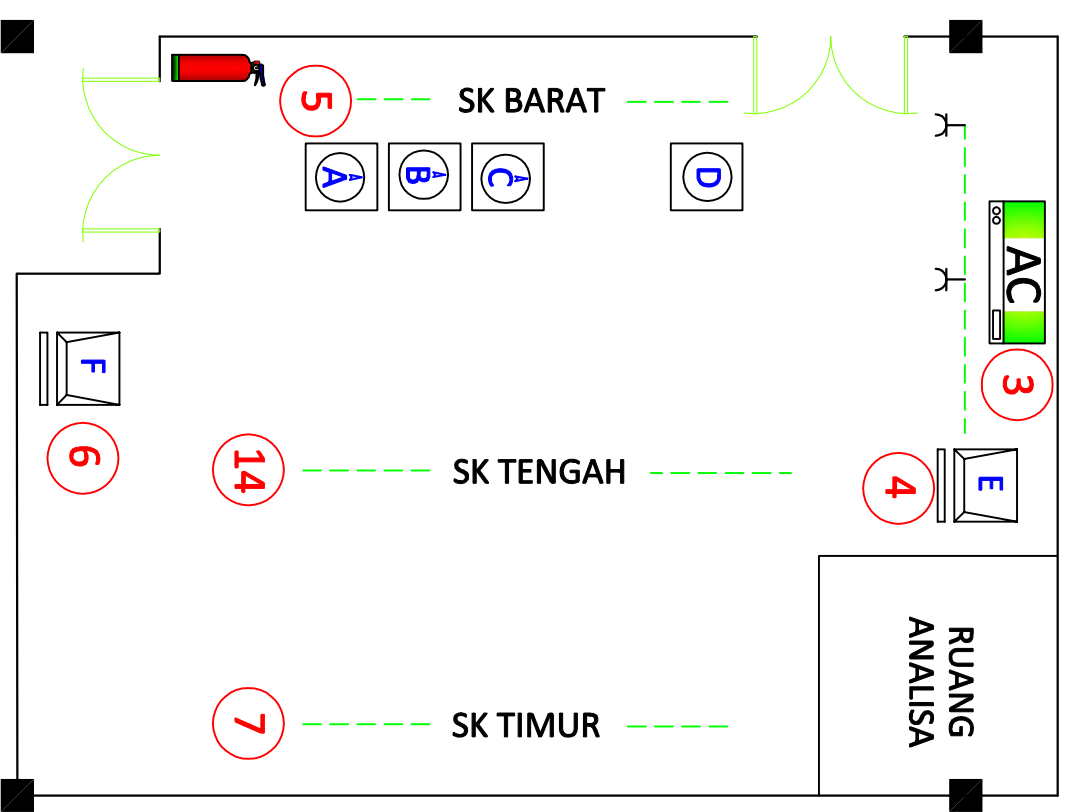 5
SK BARAT
A
B
C
D
AC
3
F
6
14
SK TENGAH
4
E
RUANG
ANALISA
7
SK TIMUR